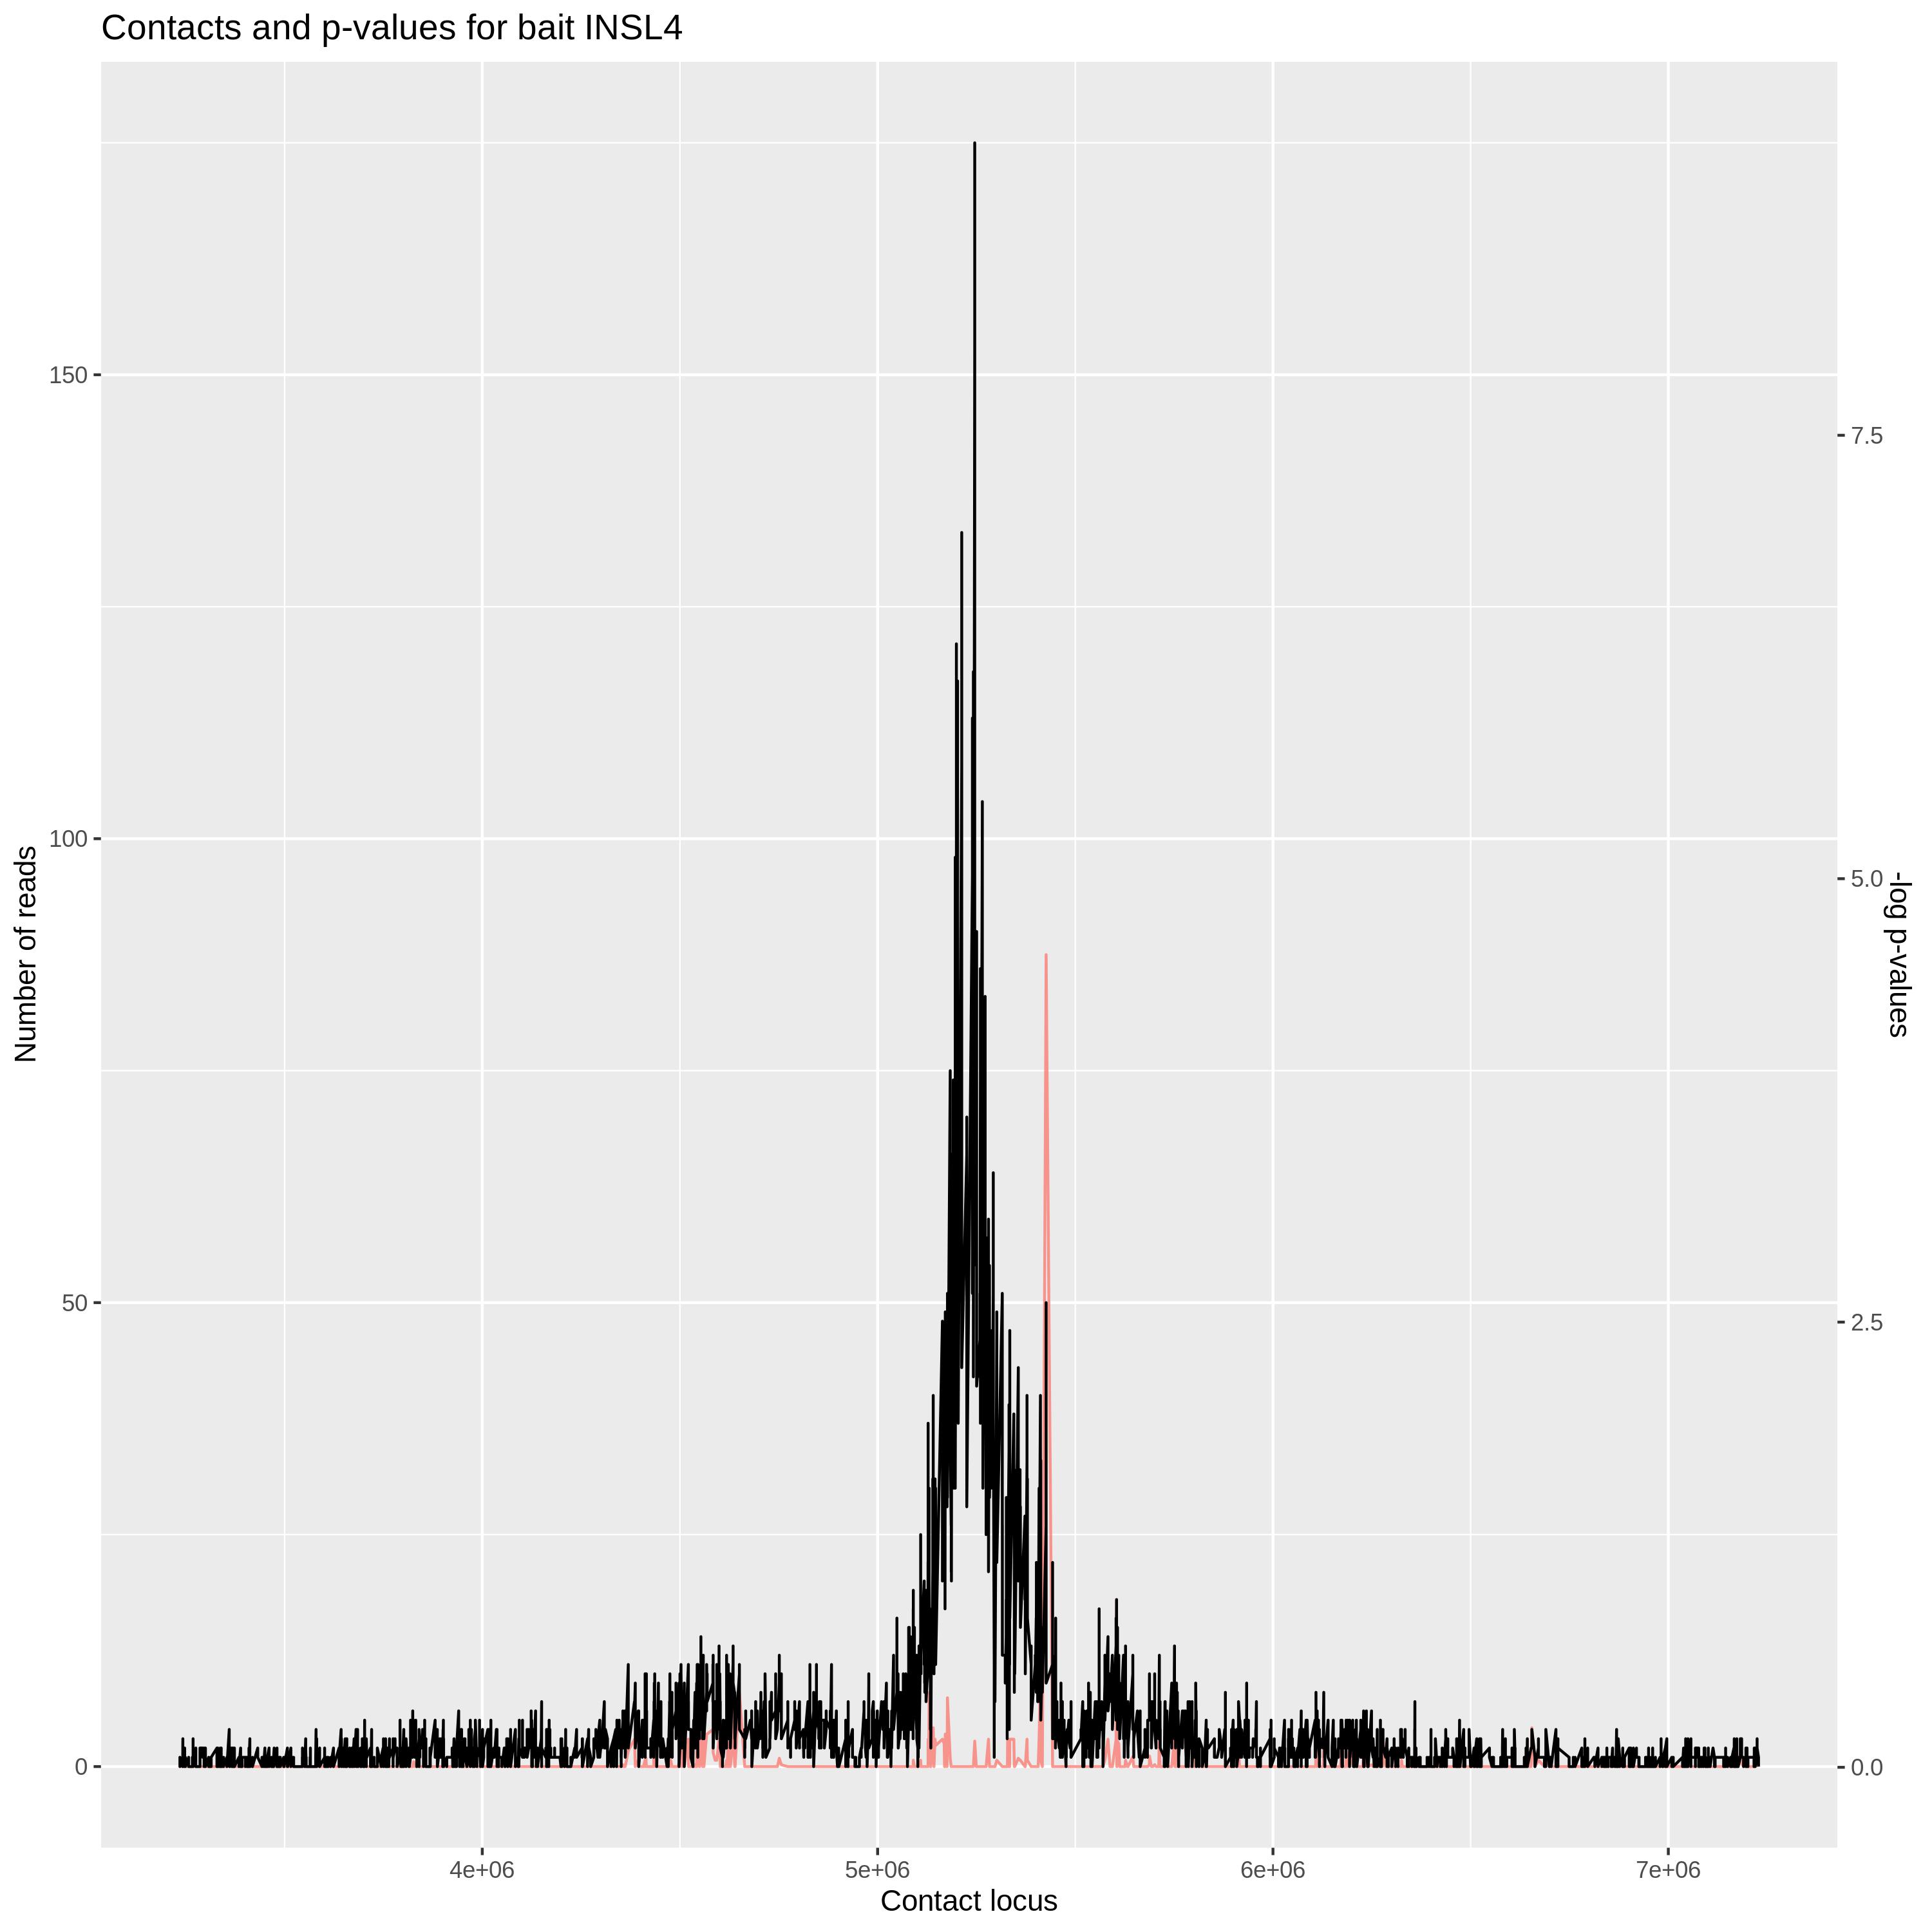 Contacts and p-values for bait INSL4
150
100
50
0
Number of reads
7.5
5.0
2.5
0.0
-log p-values
4e+06
5e+06
6e+06
7e+06
Contact locus